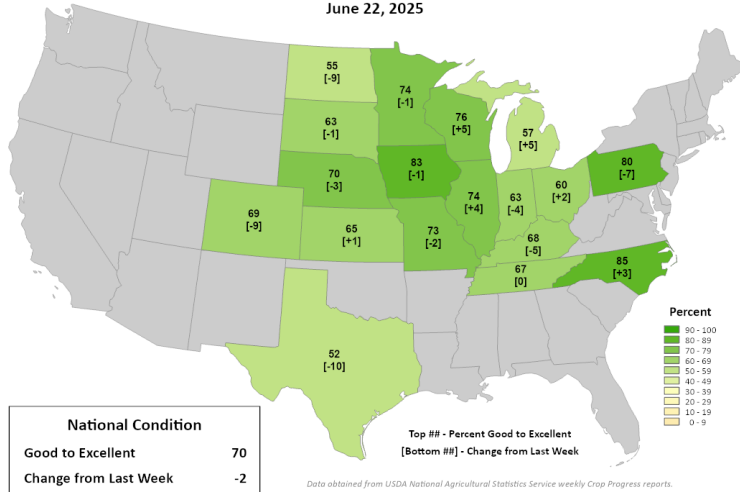 June 22, 2025
55
[-9]
74
[-1]
76
[+5]
57
[+5]
63
[-1]
83
[-1]
80
[-7]
70
[-3]
74
[+4]
63
[-4]
60
[+2]
69
[-9]
65
[+1]
73
[-2]
68
[-5]
67
[0]
85
[+3]
52
[-10]
Percent
90 - 100
80 - 89
70 - 79
60 - 69
50 - 59
40 - 49
30 - 39
20 - 29
10 - 19
0 - 9
National Condition
Good to Excellent 70
Change from Last Week -2
Top ## - Percent Good to Excellent
[Bottom ##] - Change from Last Week
Data obtained from USDA National Agricultural Statistics Service weekly Crop Progress reports.